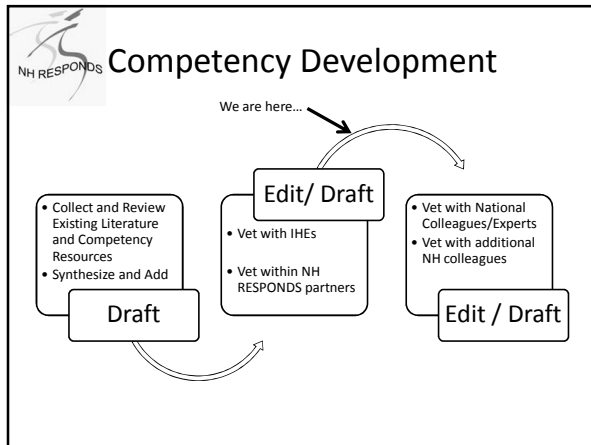 NH RESPONDS
Competency Development
We are here...
• Collect and Review
Existing Literature
and Competency
Resources
• Synthesize and Add
Draft
Edit/ Draft
• Vet with IHEs
• Vet within NH
RESPONDS partners
• Vet with National
Colleagues/Experts
• Vet with additional
NH colleagues
Edit / Draft